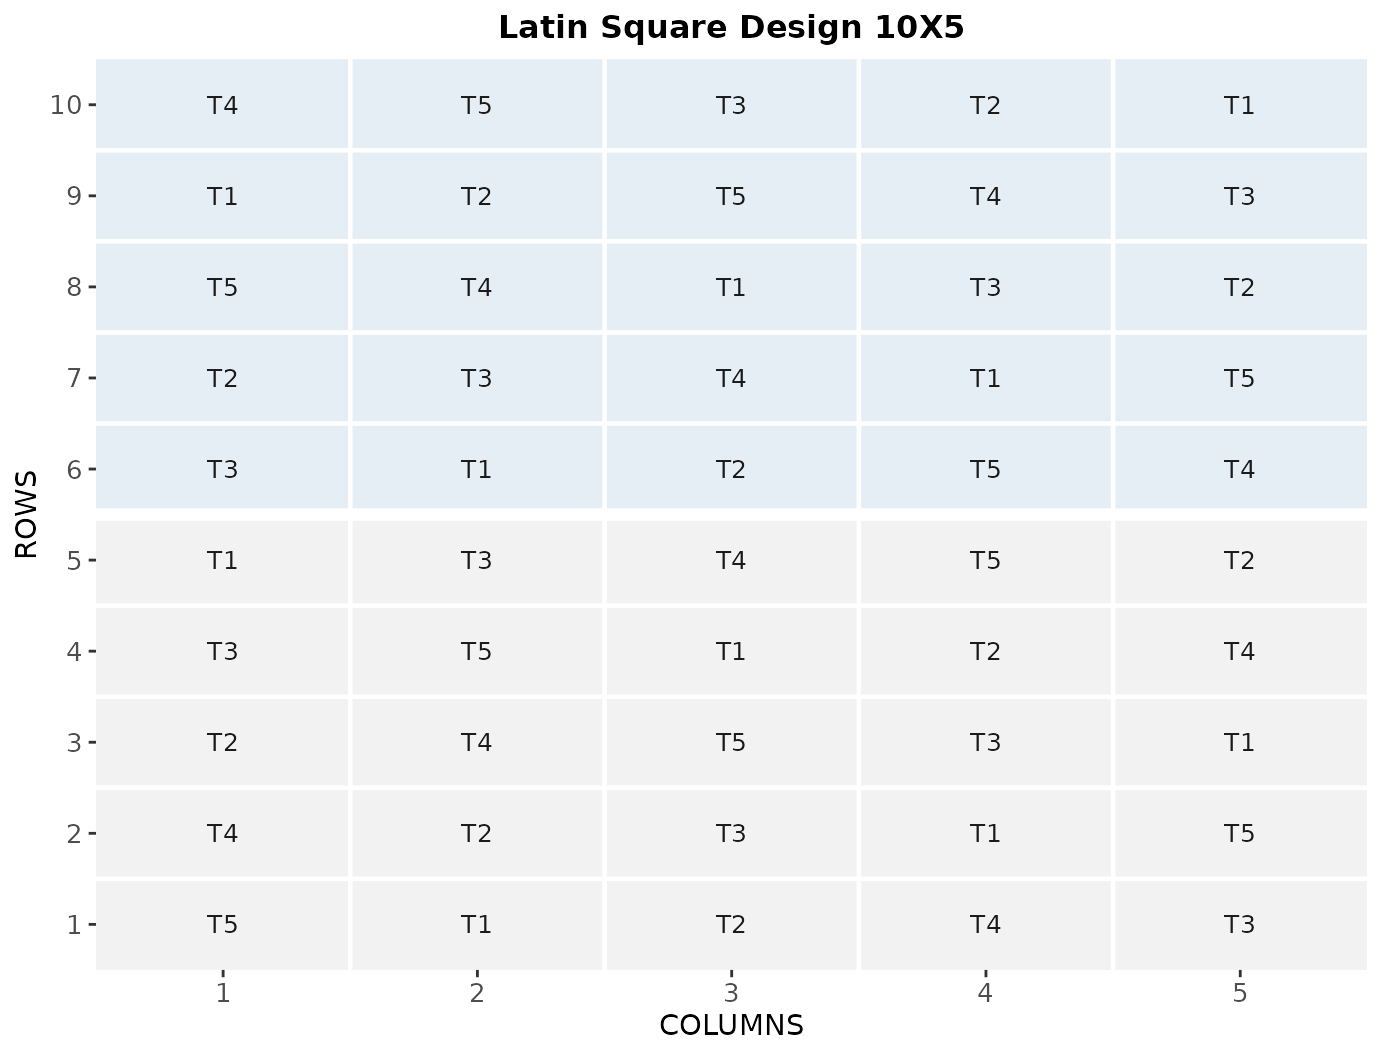 Latin Square Design 10X5
10 T4 T5 T3 T2 T1
9 T1 T2 T5 T4 T3
8 T5 T4 T1 T3 T2
7 T2 T3 T4 T1 T5
6 T3 T1 T2 T5 T4
5 T1 T3 T4 T5 T2
4 T3 T5 T1 T2 T4
3 T2 T4 T5 T3 T1
2 T4 T2 T3 T1 T5
1 T5 T1 T2 T4 T3
1 2 3 4 5
COLUMNS
ROWS